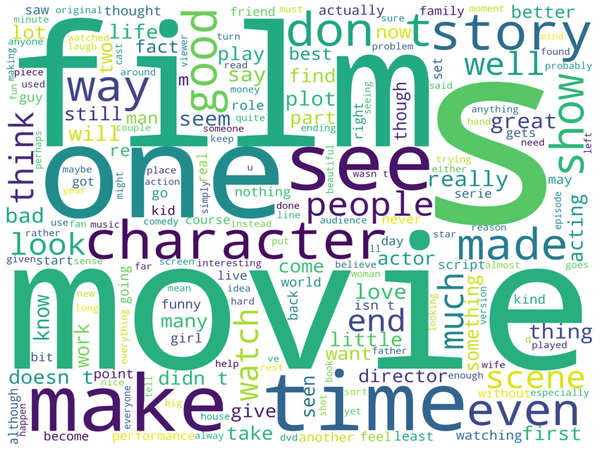 film
movie
s
one
see
time
make
character
story
don t
way
good
people
made
even
well
show
scene
look
end
much
watch
think
really
great
bad
love
plot
thing
first
director
acting
actor
little
many
know
will
still
life
lot
play
say
seem
find
best
part
two
now
better
man
re
m
fact
though
come
give
take
want
didn t
doesn t
isn t
wasn t
something
work
seen
script
watching
funny
girl
back
world
kid
nothing
role
real
guy
got
go
never
day
may
saw
original
thought
friend
actually
family
must
moment
minute
anyone
watched
laugh
cast
turn
viewer
problem
sure
mind
making
around
read
set
said
found
probably
fun
piece
used
money
quite
someone
keep
ending
seeing
right
anything
hand
left
perhaps
couple
simply
beautiful
trying
either
gets
need
maybe
year
might
place
action
u
done
line
rather
use
fan
music
comedy
course
instead
audience
put
ll
star
reason
almost
episode
serie
goes
given
start
sense
far
screen
interesting
believe
woman
looking
version
kind
d
played
new
long
mean
idea
live
hard
everything
going
bit
point
nice
help
ve
rest
father
book
enough
wife
without
especially
although
happen
become
everyone
tell
big
performance
house
alway
shot
sort
yet
dvd
another
feel
least